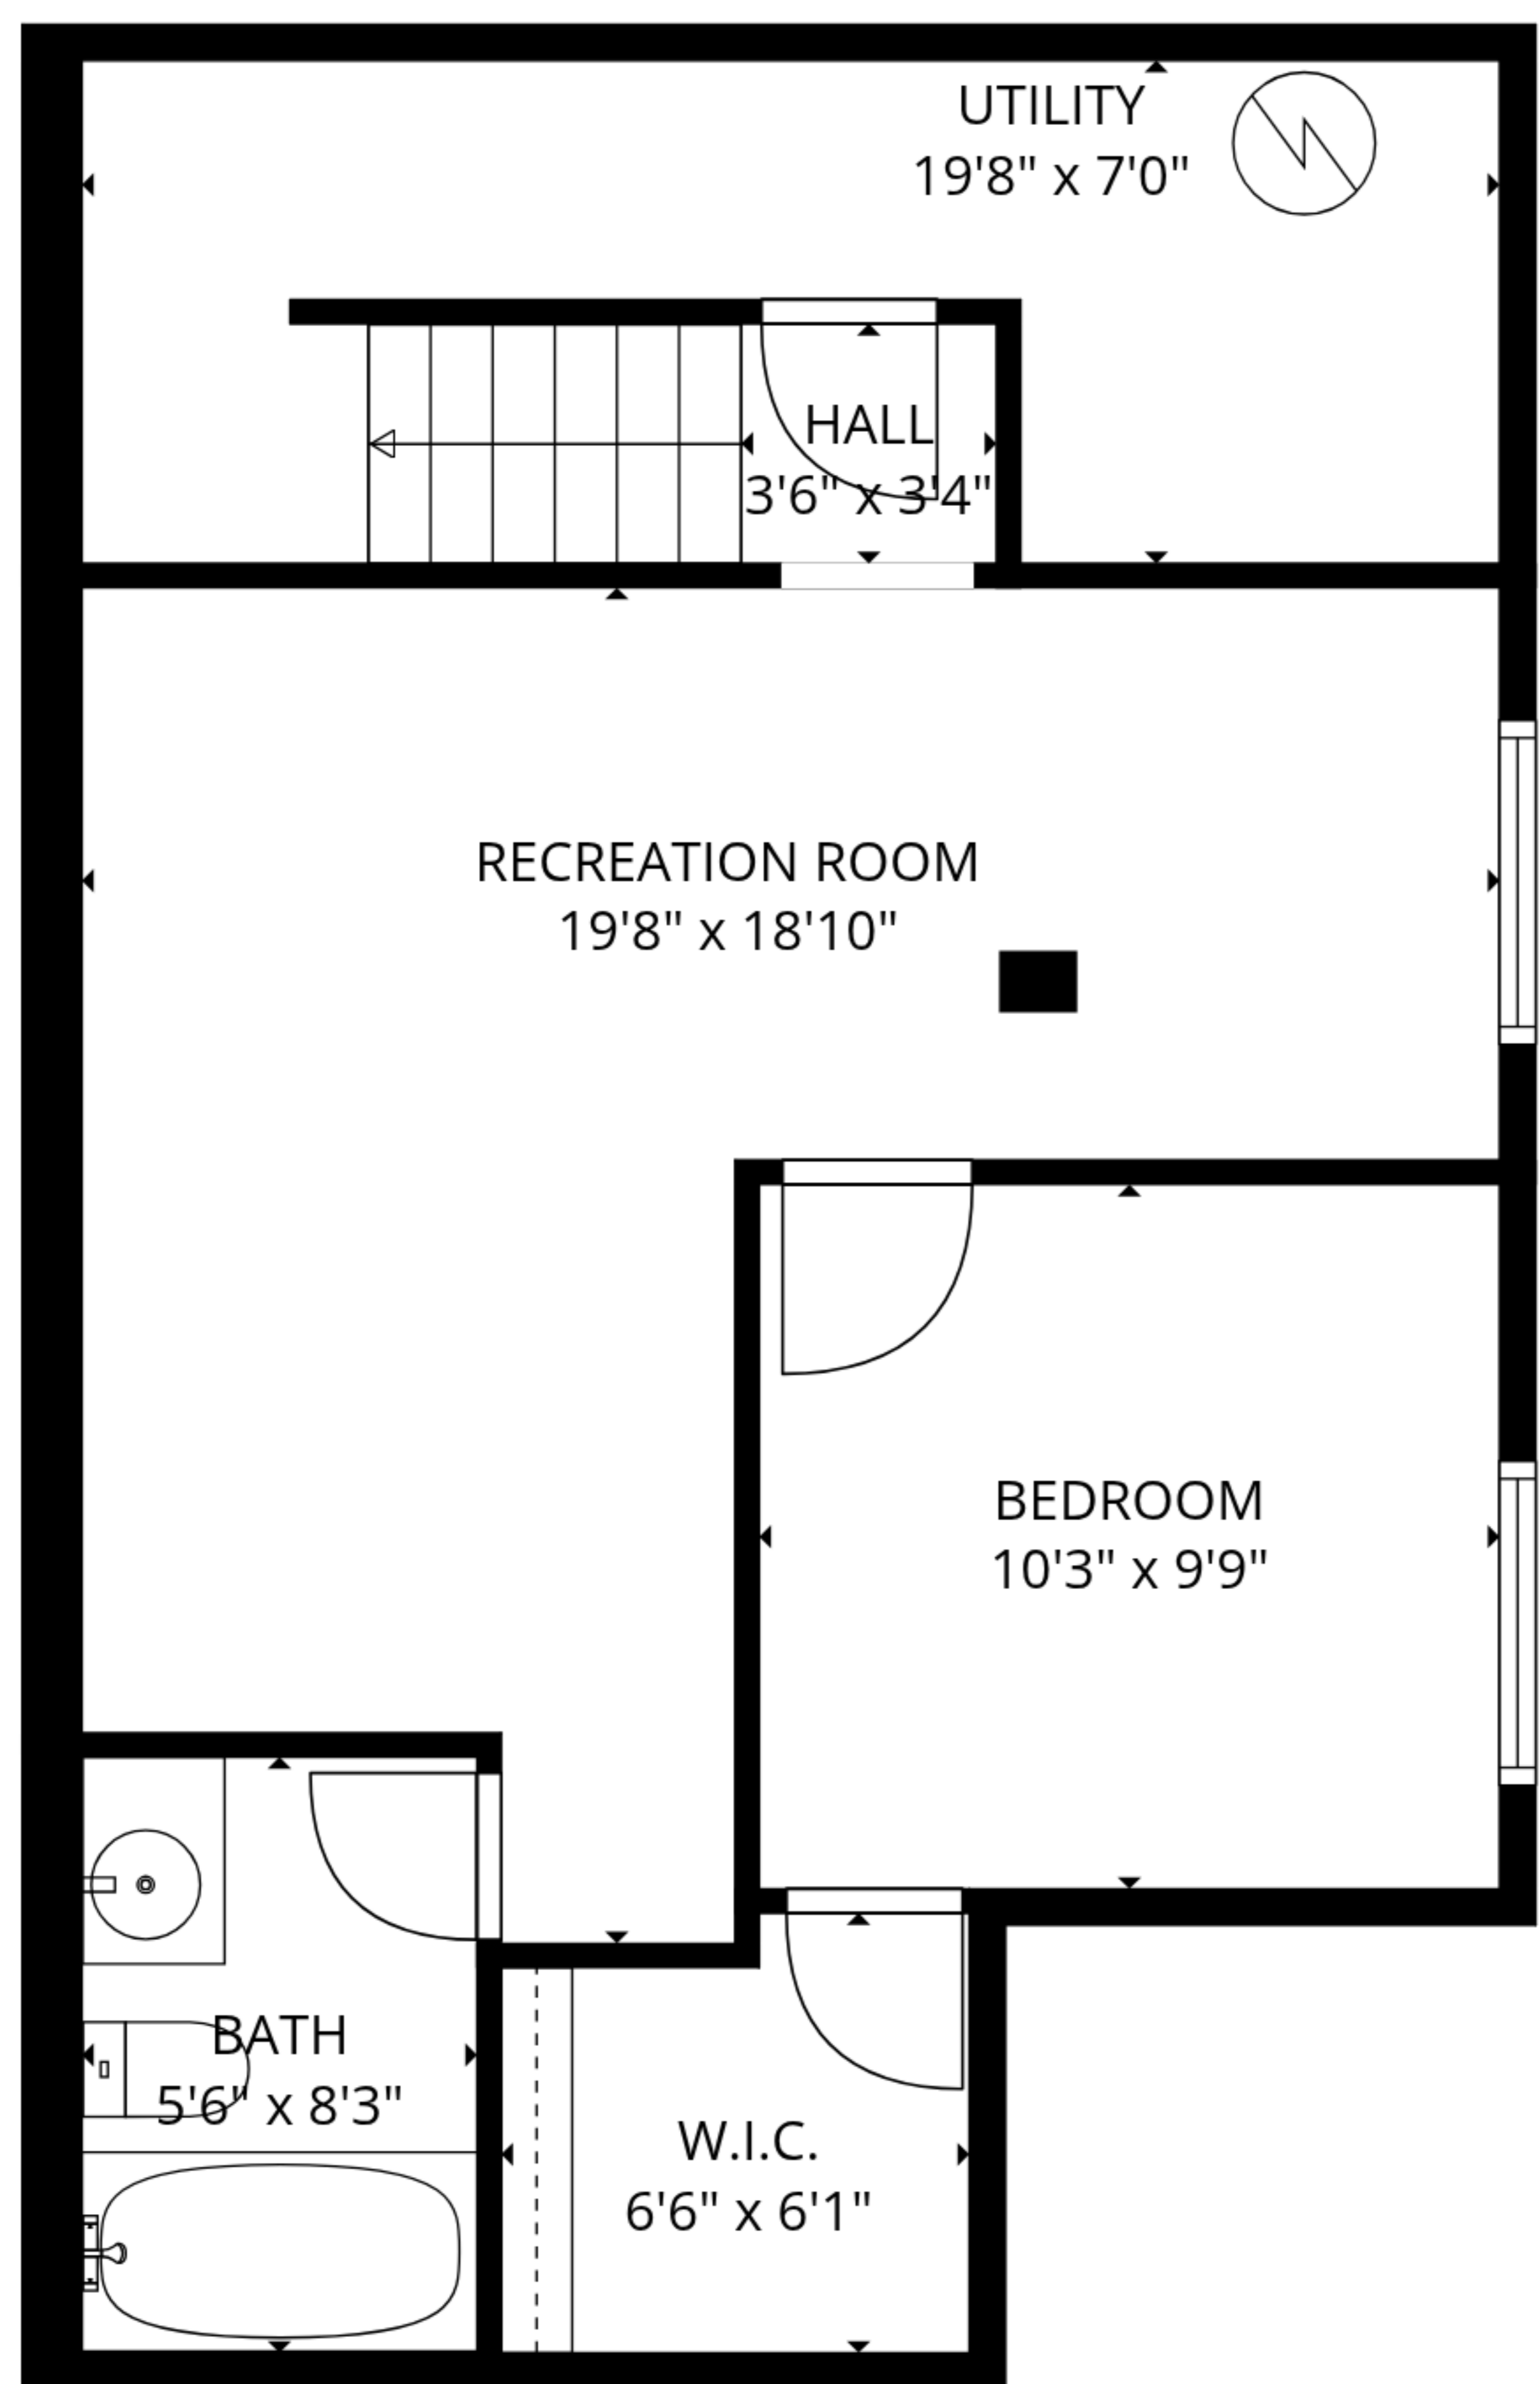 UTILITY
19'8" x 7'0"
HALL
3'6" x 3'4"
RECREATION ROOM
19'8" x 18'10"
BEDROOM
10'3" x 9'9"
BATH
5'6" x 8'3"
W.I.C.
6'6" x 6'1"